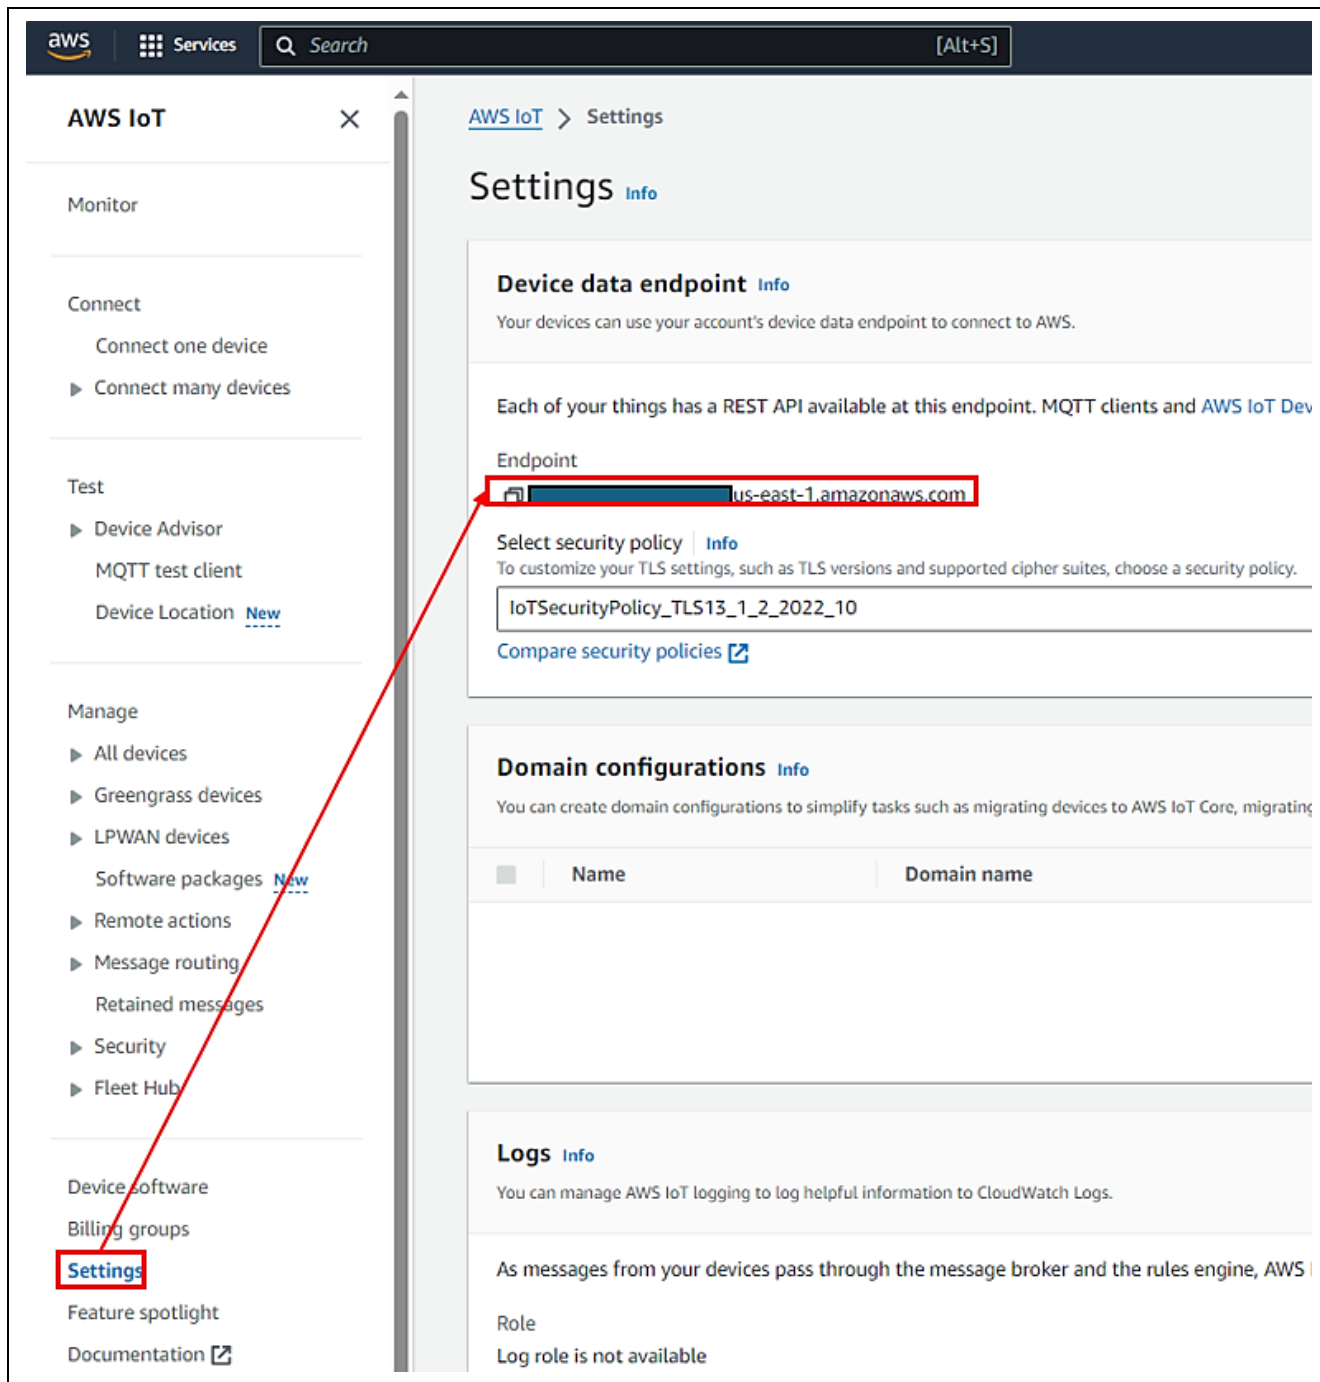 aws Services Search [Alt+S]
AWS IoT
Monitor
Connect
Connect one device
Connect many devices
Test
Device Advisor
MQTT test client
Device Location New
Manage
All devices
Greengrass devices
LPWAN devices
Software packages New
Remote actions
Message routing
Retained messages
Security
Fleet Hub
Device software
Billing groups
Settings
Feature spotlight
Documentation
AWS IoT > Settings
Settings Info
Device data endpoint Info
Your devices can use your account's device data endpoint to connect to AWS.
Each of your things has a REST API available at this endpoint. MQTT clients and AWS IoT Dev
Endpoint
us-east-1.amazonaws.com
Select security policy Info
To customize your TLS settings, such as TLS versions and supported cipher suites, choose a security policy.
IoTSecurityPolicy_TLS13_1_2_2022_10
Compare security policies
Domain configurations Info
You can create domain configurations to simplify tasks such as migrating devices to AWS IoT Core, migrating
Name Domain name
Logs Info
You can manage AWS IoT logging to log helpful information to CloudWatch Logs.
As messages from your devices pass through the message broker and the rules engine, AWS
Role
Log role is not available